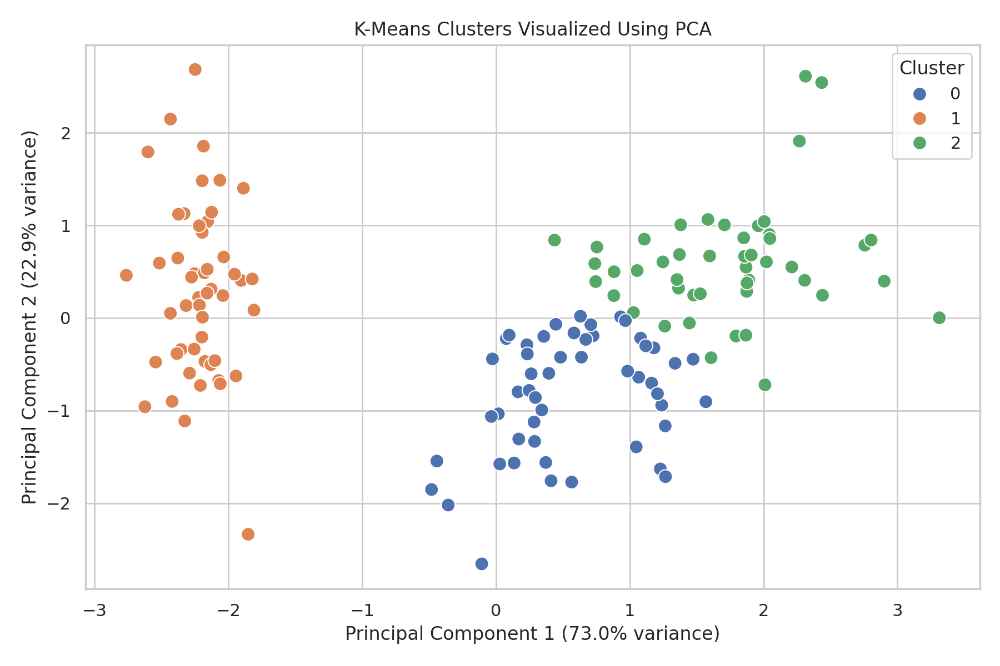 K-Means Clusters Visualized Using PCA
Cluster
0
1
2
2
1
0
−1
−2
Principal Component 2 (22.9% variance)
−3 −2 −1 0 1 2 3
Principal Component 1 (73.0% variance)